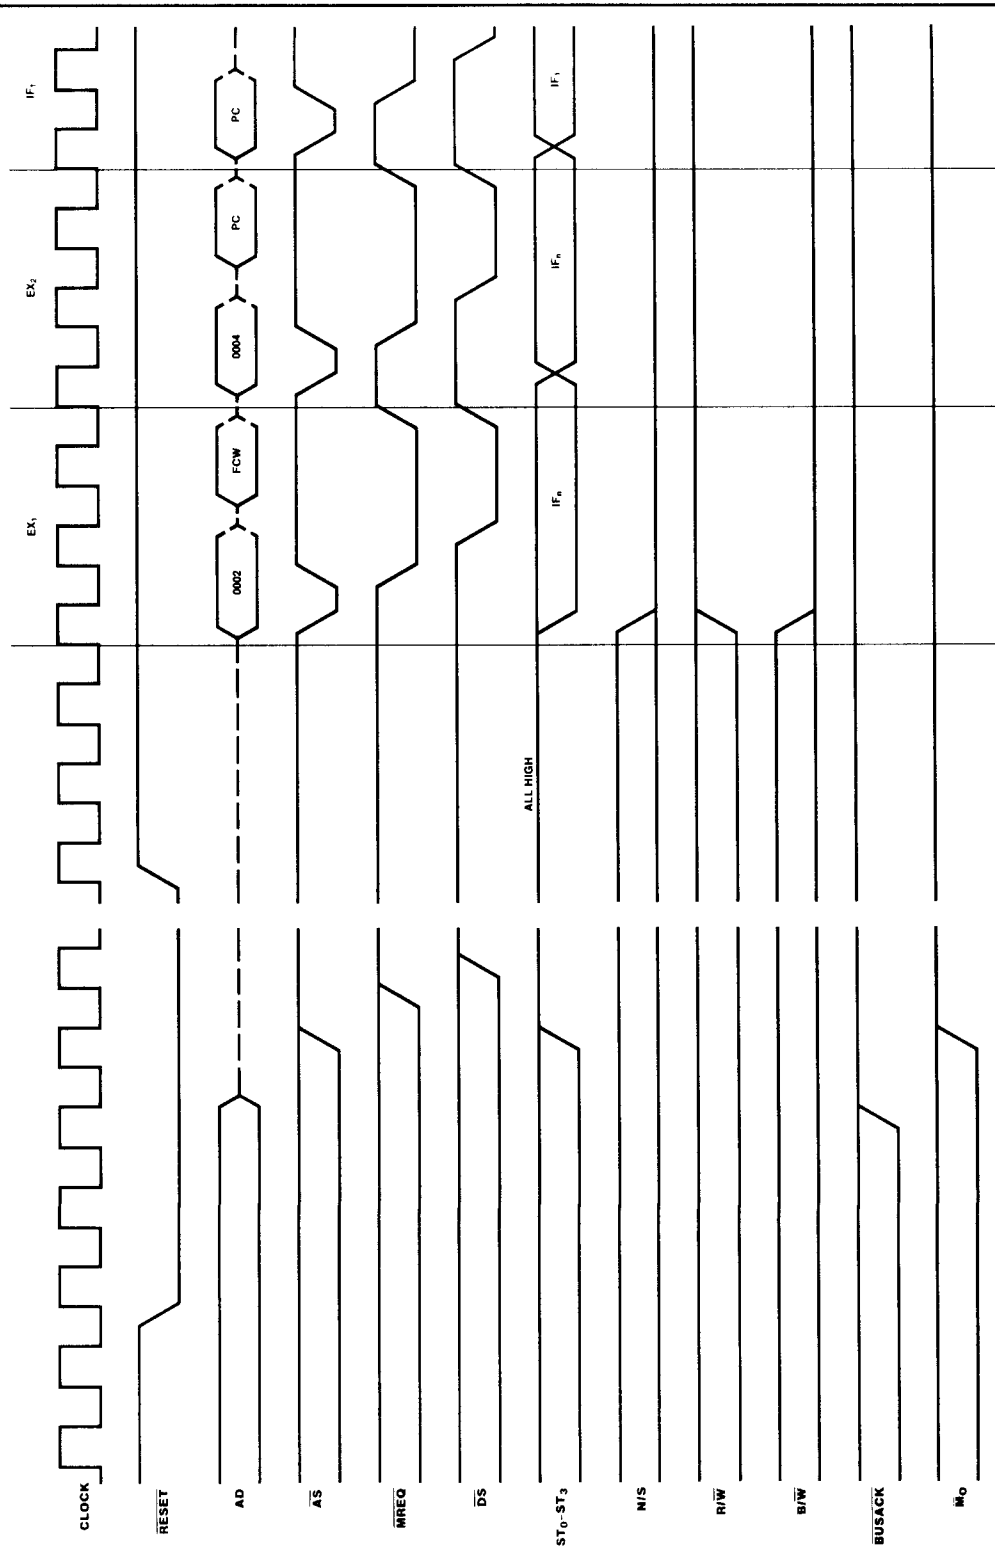 EX₁
EX₂
IF₁
CLOCK
RESET
AD
0002
FCW
0004
PC
PC
AS
MREQ
DS
ST₀-ST₃
ALL HIGH
IFₙ
IFₙ
IF₁
N/S
R/W
B/W
BUSACK
M₀